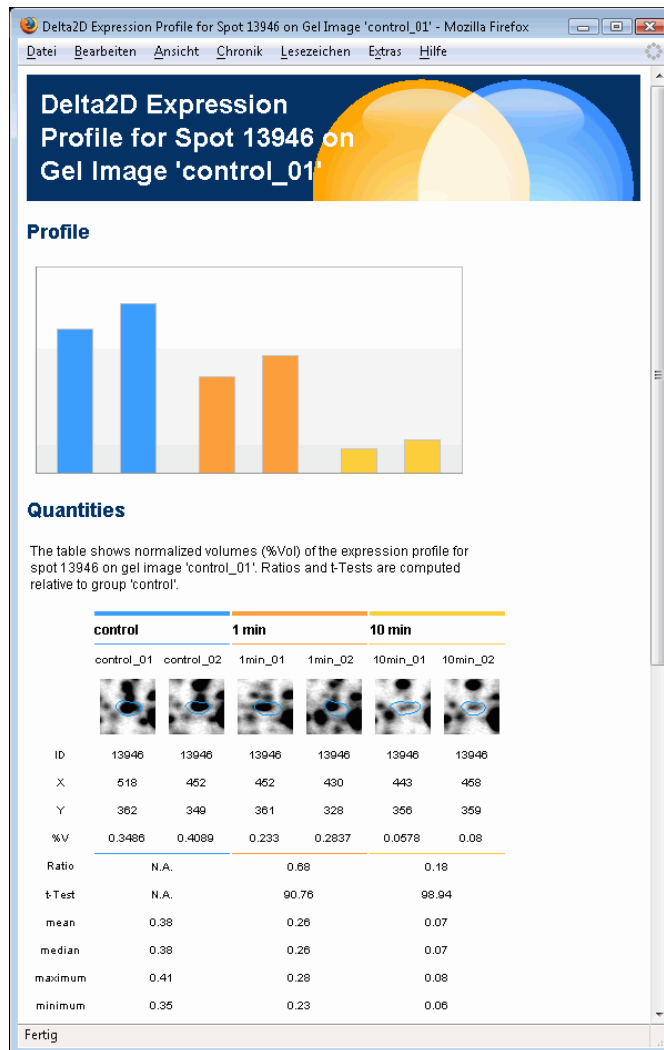 Delta2D Expression Profile for Spot 13946 on Gel Image 'control_01' - Mozilla Firefox
Datei Bearbeiten Ansicht Chronik Lesezeichen Extras Hilfe
Delta2D Expression
Profile for Spot 13946 on
Gel Image 'control_01'
Profile
Quantities
The table shows normalized volumes (%Vol) of the expression profile for
spot 13946 on gel image 'control_01'. Ratios and t-Tests are computed
relative to group 'control'.
control 1 min 10 min
control_01 control_02 1min_01 1min_02 10min_01 10min_02
ID 13946 13946 13946 13946 13946 13946
X 518 452 452 430 443 458
Y 362 349 361 328 356 359
%V 0.3486 0.4089 0.233 0.2837 0.0578 0.08
Ratio N.A. 0.68 0.18
t-Test N.A. 90.76 98.94
mean 0.38 0.26 0.07
median 0.38 0.26 0.07
maximum 0.41 0.28 0.08
minimum 0.35 0.23 0.06
Fertig